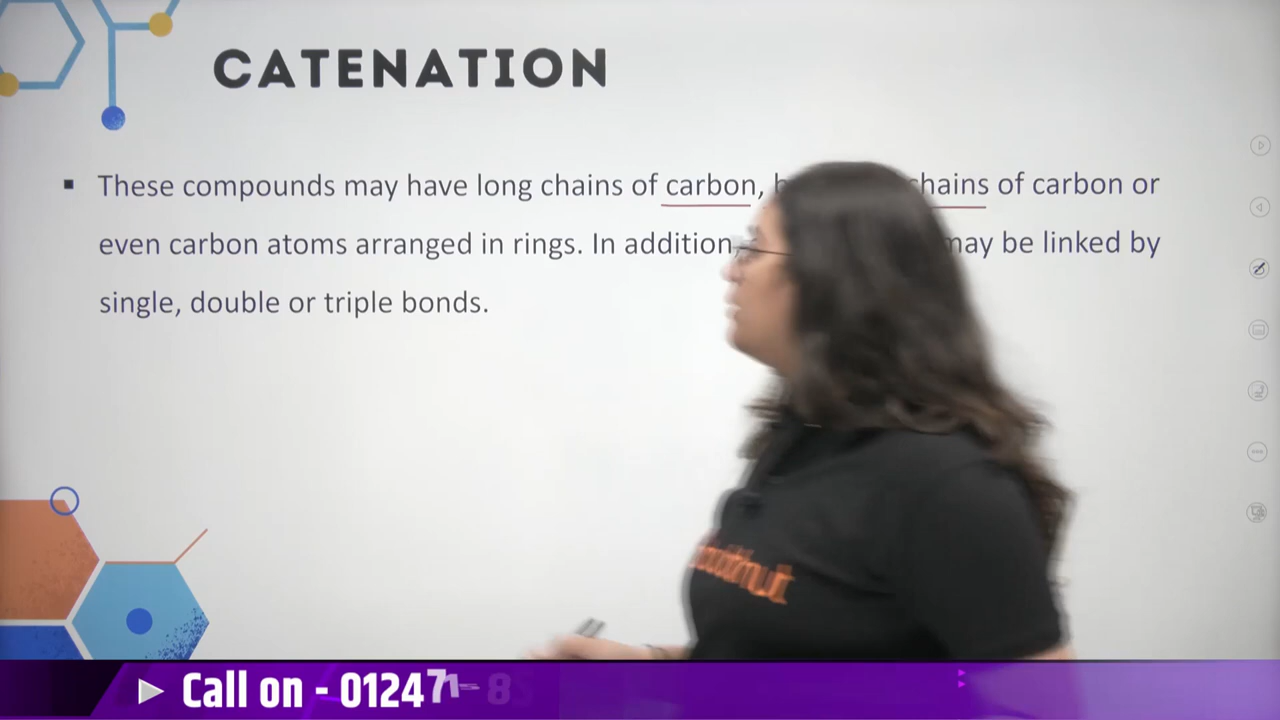 CATENATION
▪ These compounds may have long chains of carbon, chains of carbon or
even carbon atoms arranged in rings. In addition may be linked by
single, double or triple bonds.
Call on - 01247